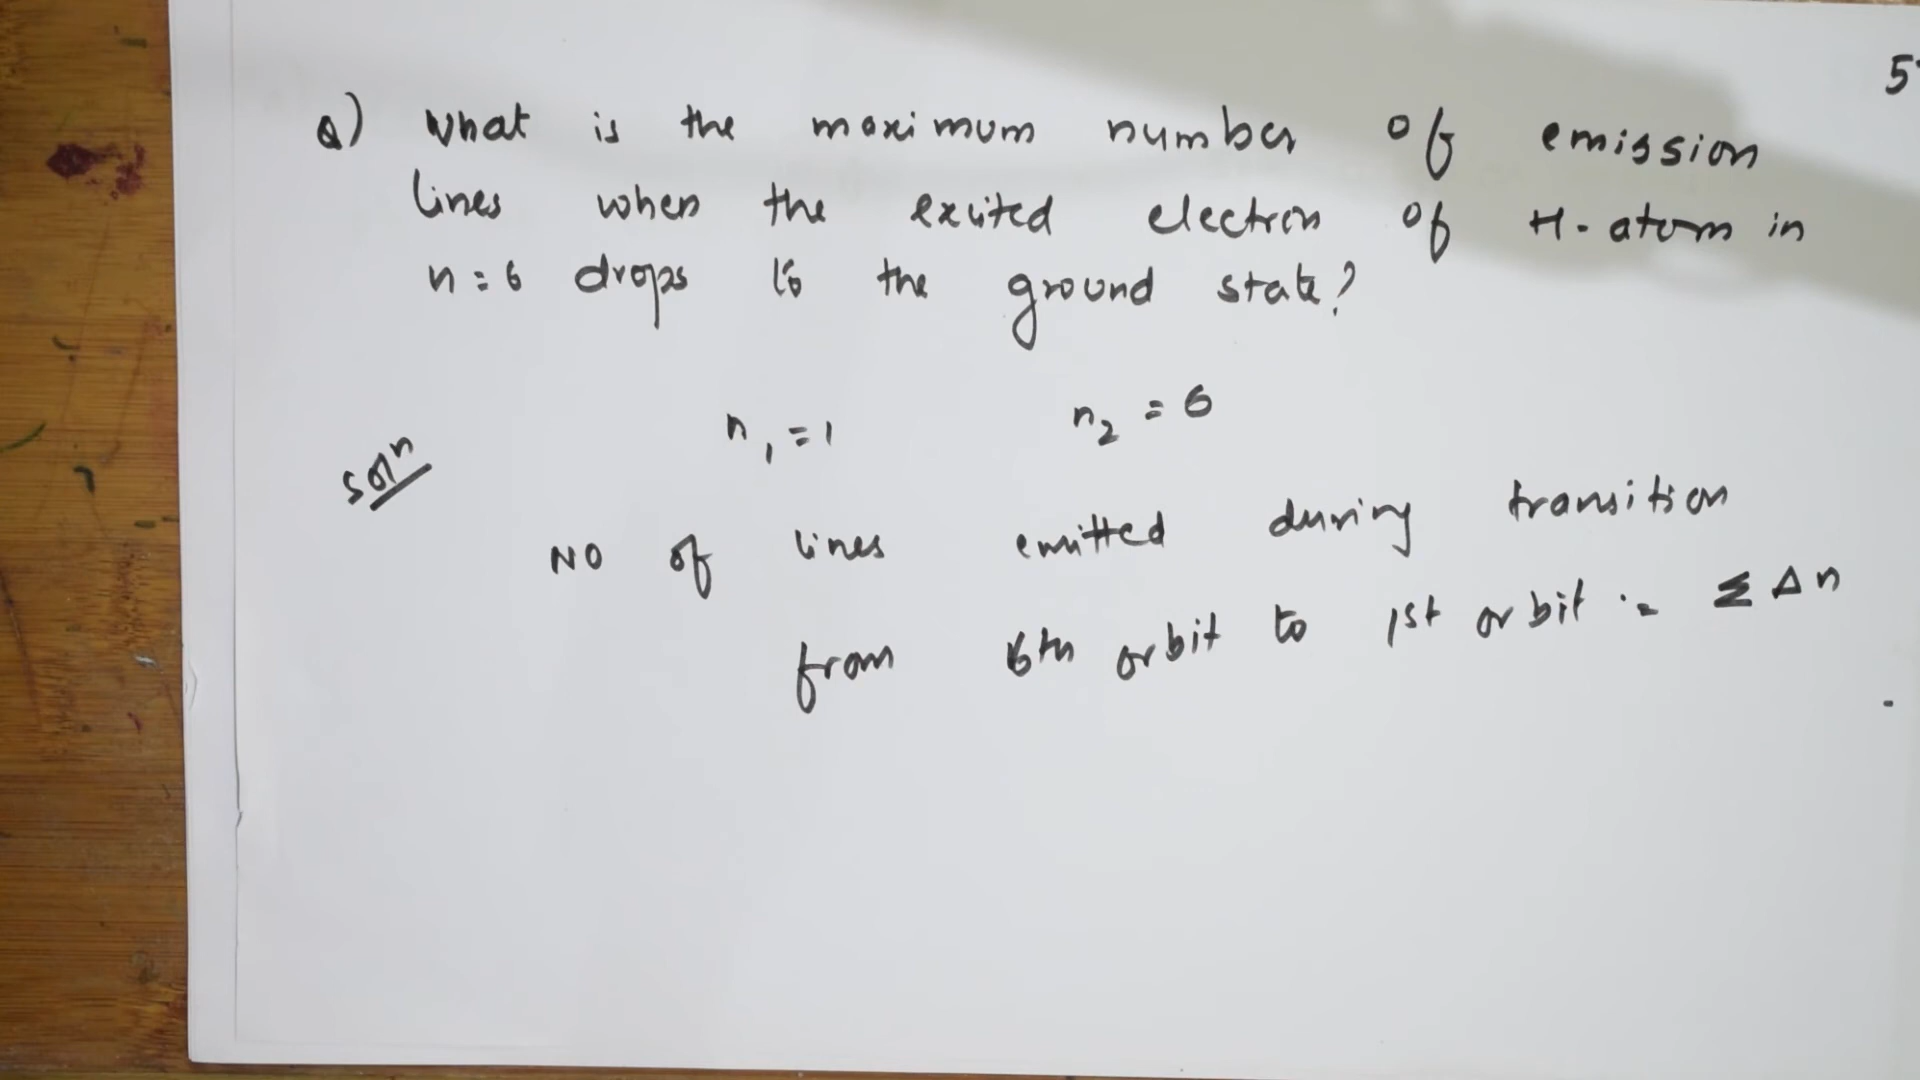 5
Q) What is the maximum number of emission
lines when the exited electron of H-atom in
n=6 drops to the ground state?
n₁=1 n₂=6
Solⁿ
NO of lines emitted during transition
from 6th orbit to 1st orbit = Σ Δn